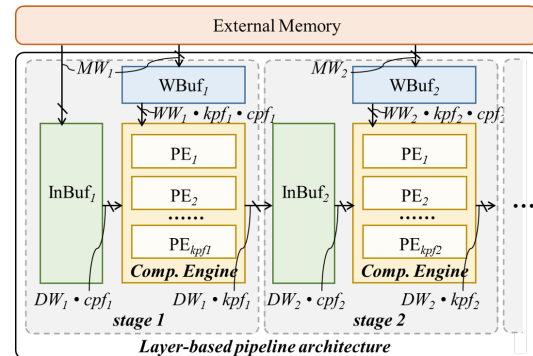 External Memory
MW1
MW2
WBuf1
WBuf2
WW1 • kpf1 • cpf1
WW2 • kpf2 • cpf2
InBuf1
PE1
PE2
......
PEkpf1
Comp. Engine
InBuf2
PE1
PE2
......
PEkpf2
Comp. Engine
...
DW1 • cpf1
DW1 • kpf1
DW2 • cpf2
DW2 • kpf2
stage 1
stage 2
Layer-based pipeline architecture